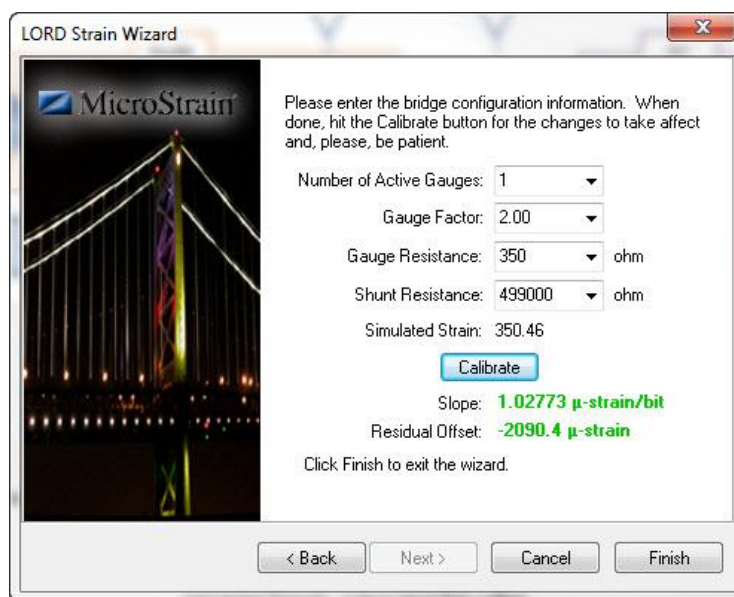 LORD Strain Wizard
MicroStrain
Please enter the bridge configuration information. When
done, hit the Calibrate button for the changes to take affect
and, please, be patient.
Number of Active Gauges: 1
Gauge Factor: 2.00
Gauge Resistance: 350 ohm
Shunt Resistance: 499000 ohm
Simulated Strain: 350.46
Calibrate
Slope: 1.02773 µ-strain/bit
Residual Offset: -2090.4 µ-strain
Click Finish to exit the wizard.
< Back Next > Cancel Finish